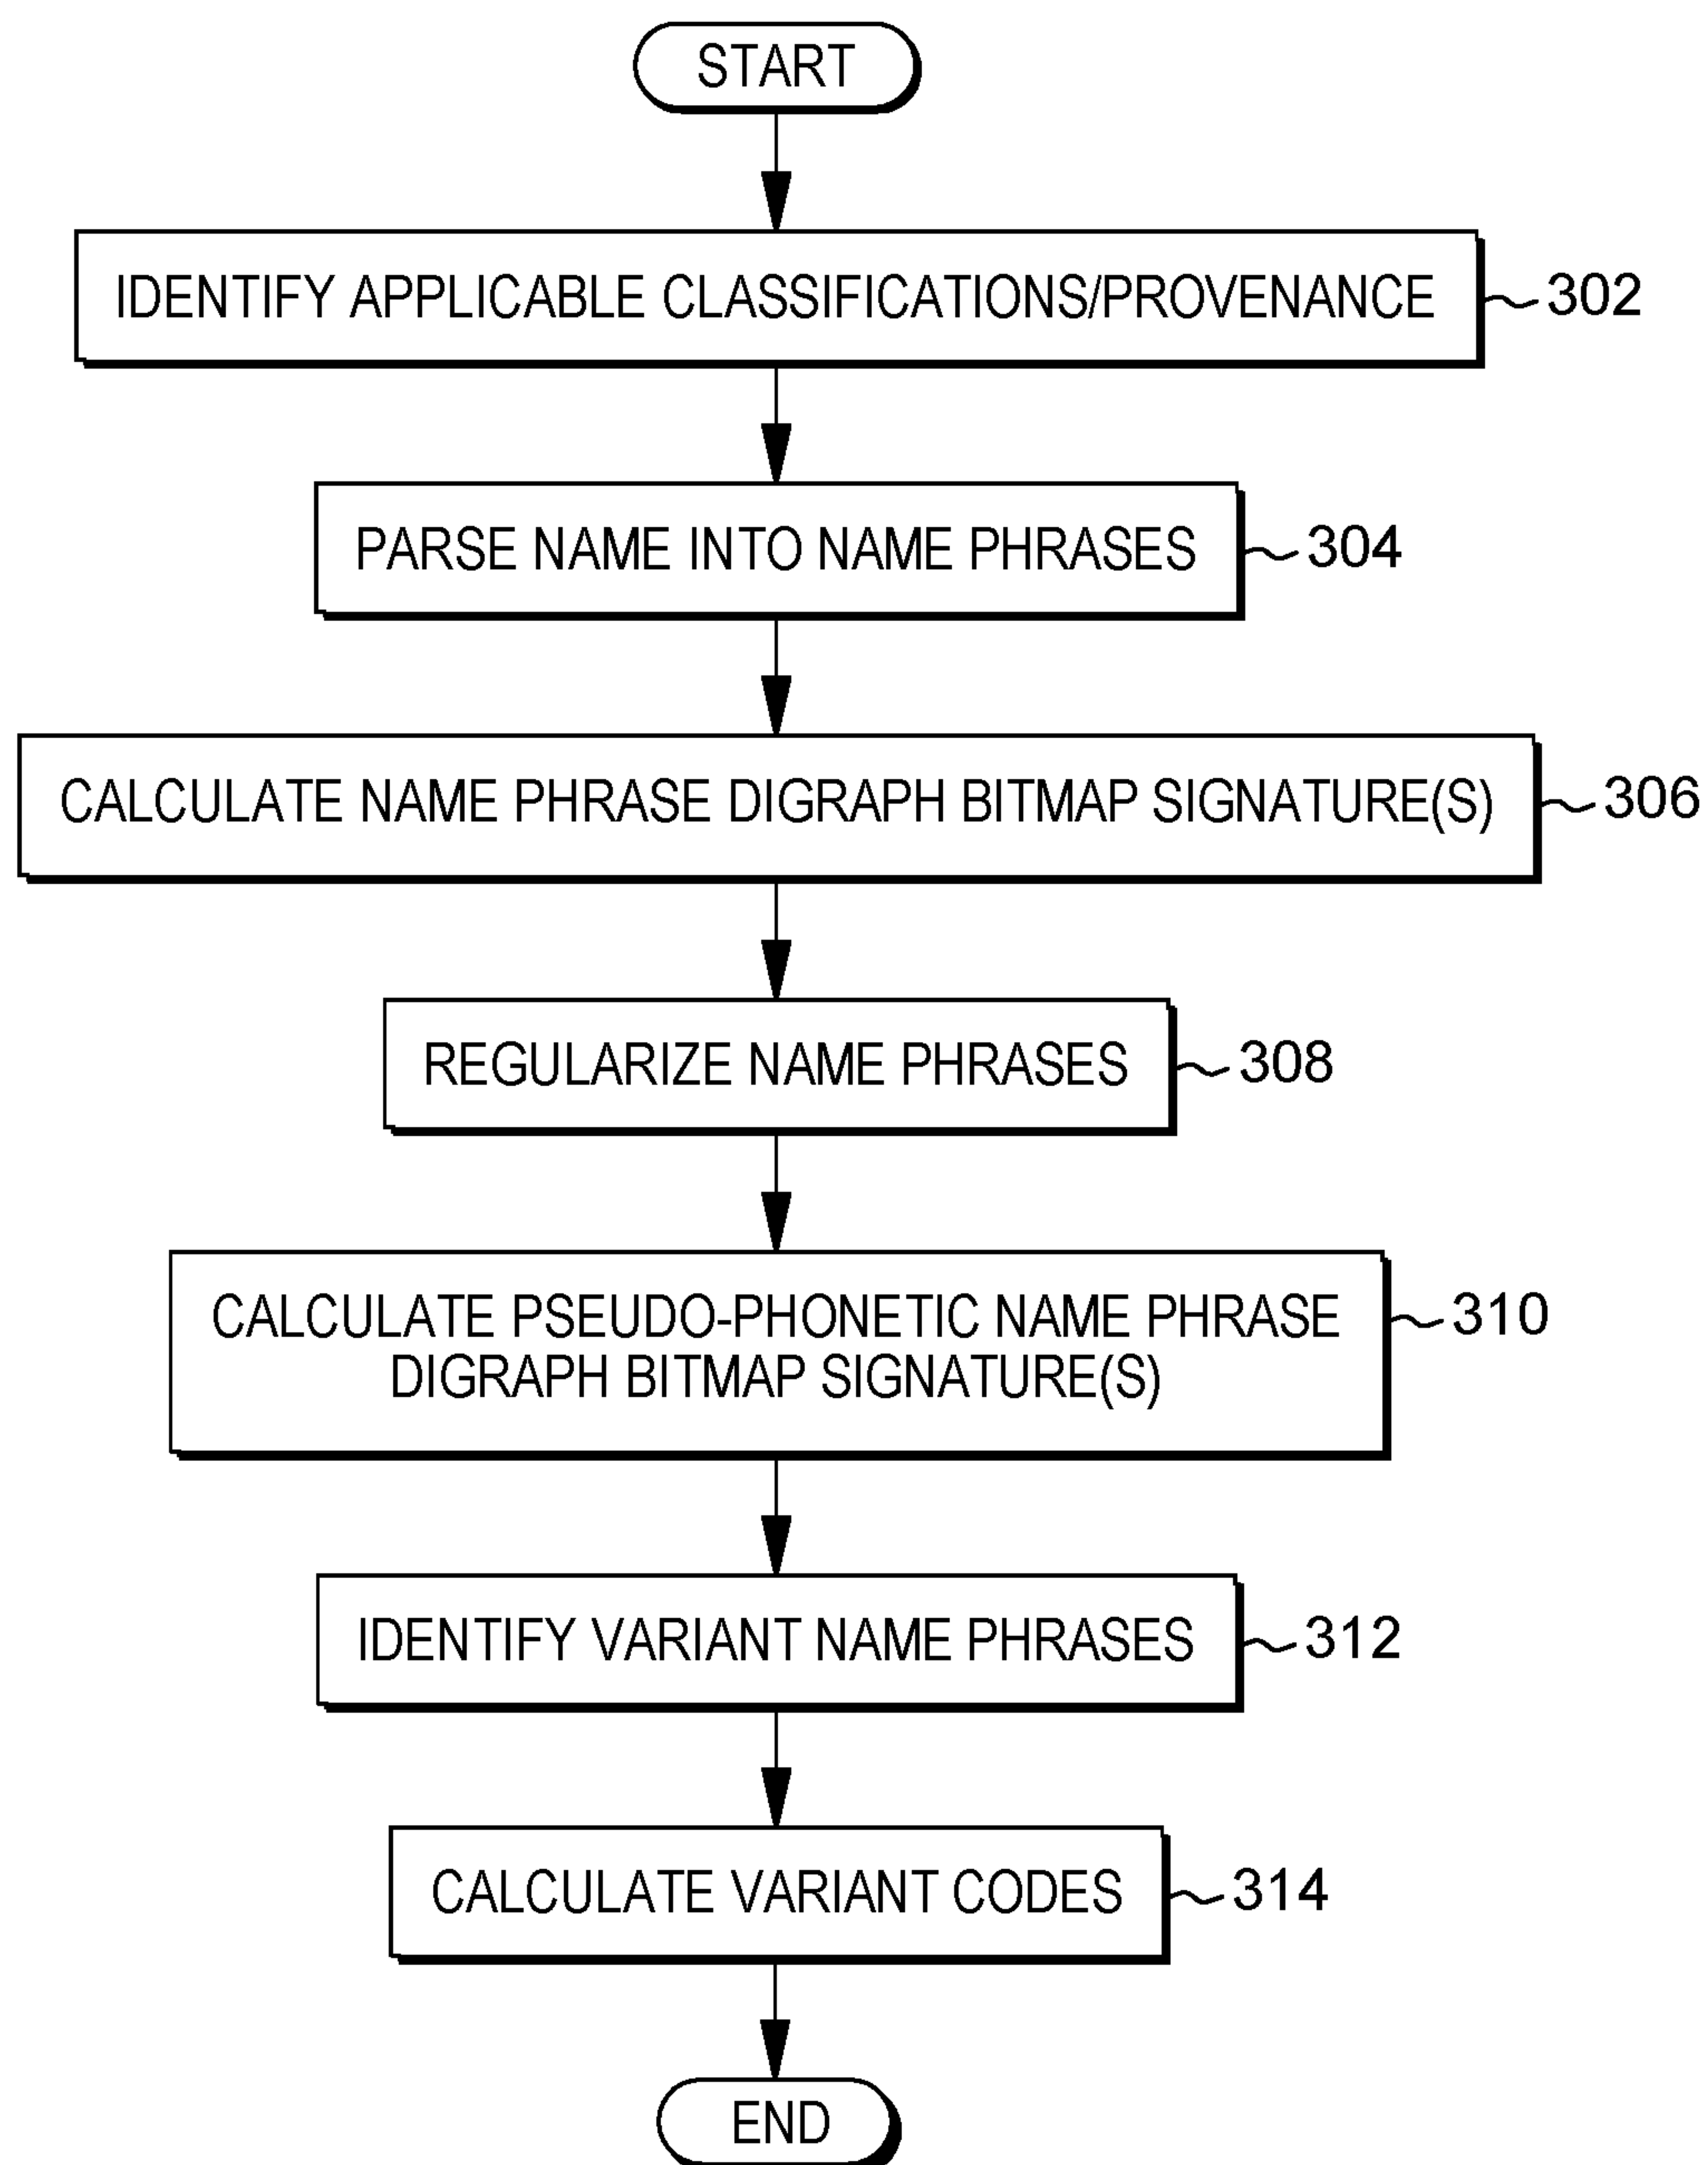 START
IDENTIFY APPLICABLE CLASSIFICATIONS/PROVENANCE
302
PARSE NAME INTO NAME PHRASES
304
CALCULATE NAME PHRASE DIGRAPH BITMAP SIGNATURE(S)
306
REGULARIZE NAME PHRASES
308
CALCULATE PSEUDO-PHONETIC NAME PHRASE
DIGRAPH BITMAP SIGNATURE(S)
310
IDENTIFY VARIANT NAME PHRASES
312
CALCULATE VARIANT CODES
314
END